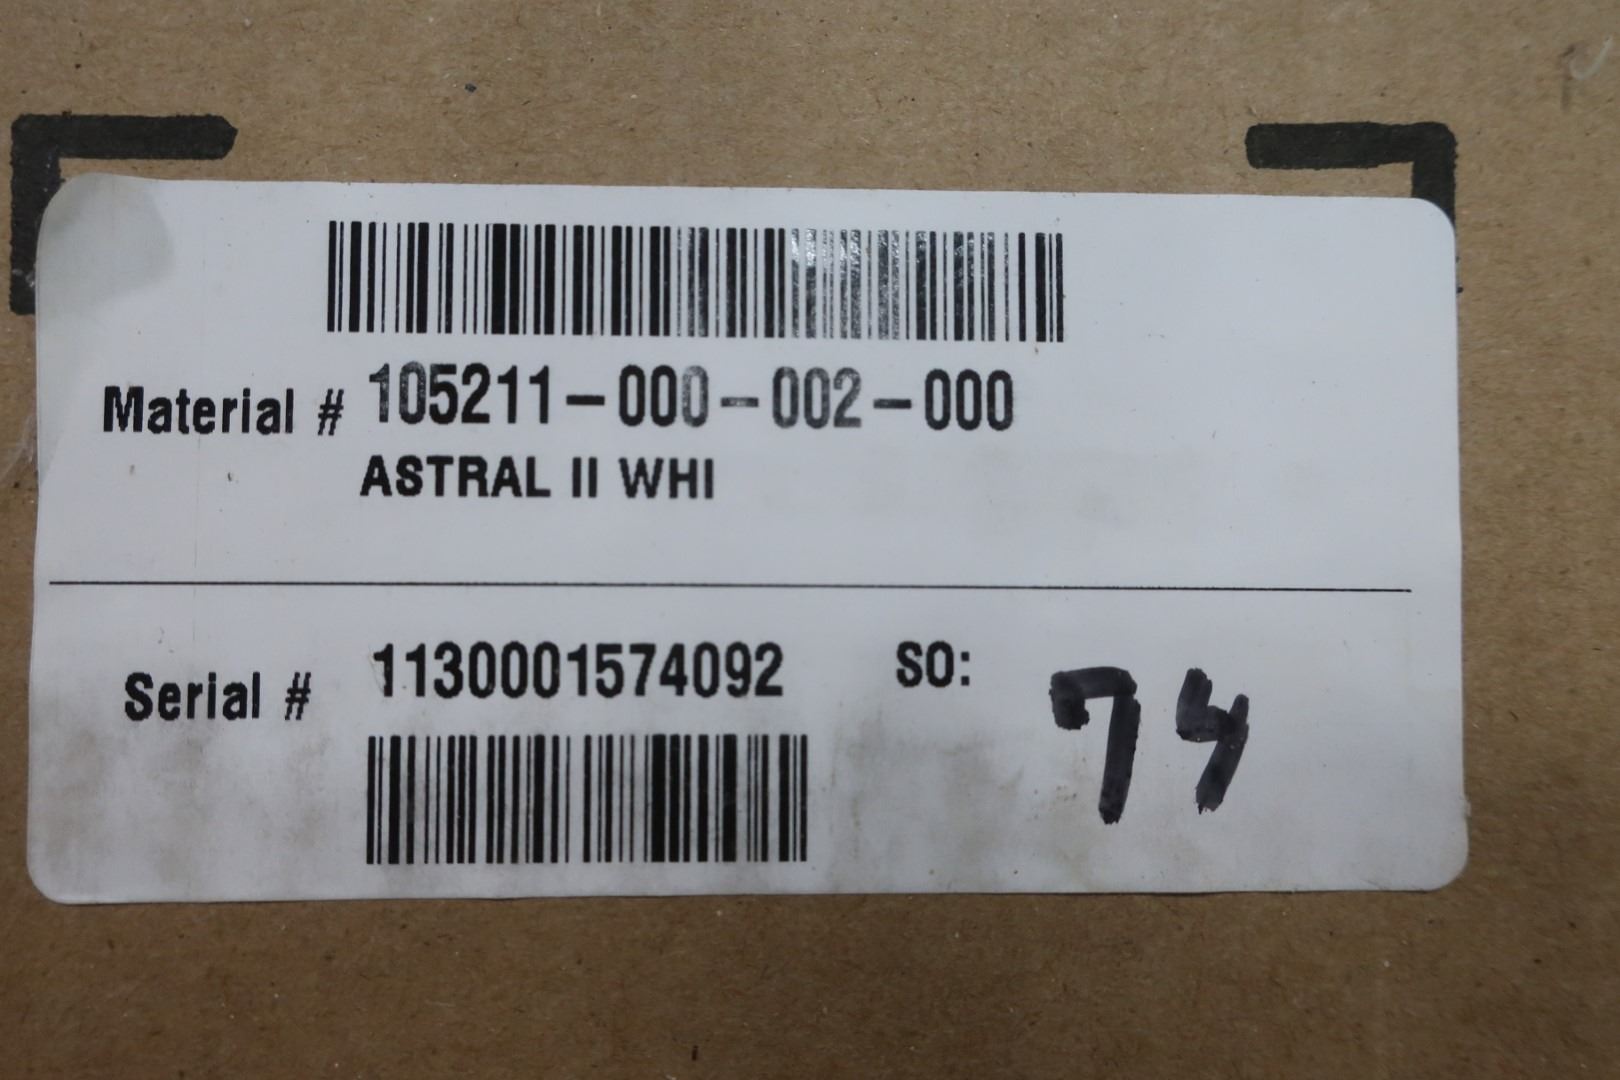 Material # 105211-000-002-000
ASTRAL II WHI
Serial # 1130001574092 SO:
74